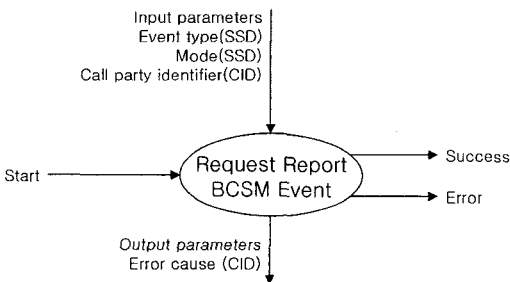 Input parameters
Event type(SSD)
Mode(SSD)
Call party identifier(CID)
Start
Request Report
BCSM Event
Success
Error
Output parameters
Error cause (CID)